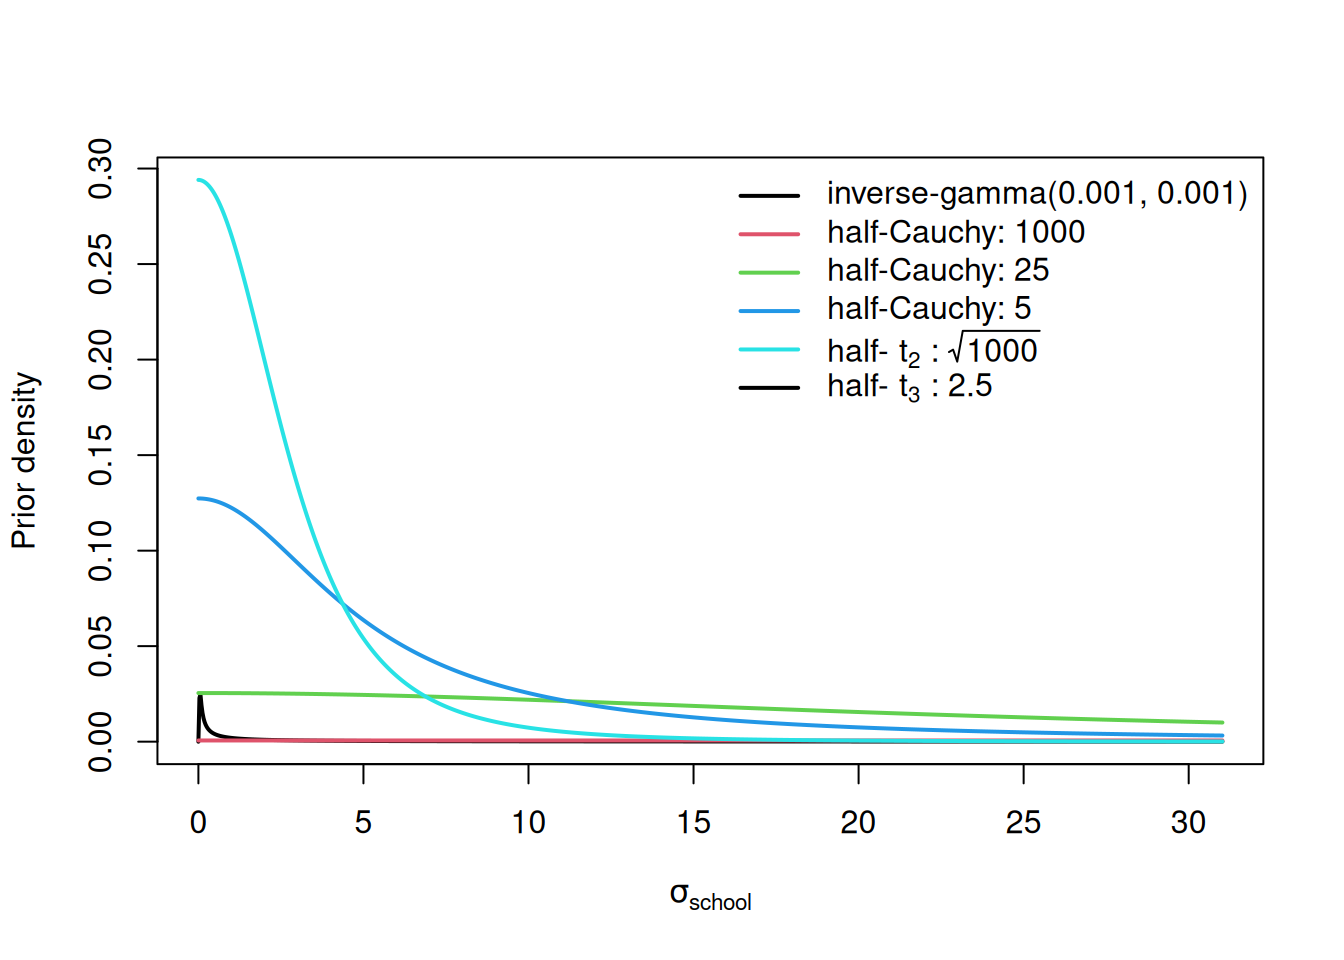 inverse-gamma(0.001, 0.001)
half-Cauchy: 1000
half-Cauchy: 25
half-Cauchy: 5
half- t₂ : √1000
half- t₃ : 2.5
Prior density
0.30
0.25
0.20
0.15
0.10
0.05
0.00
0 5 10 15 20 25 30
σschool